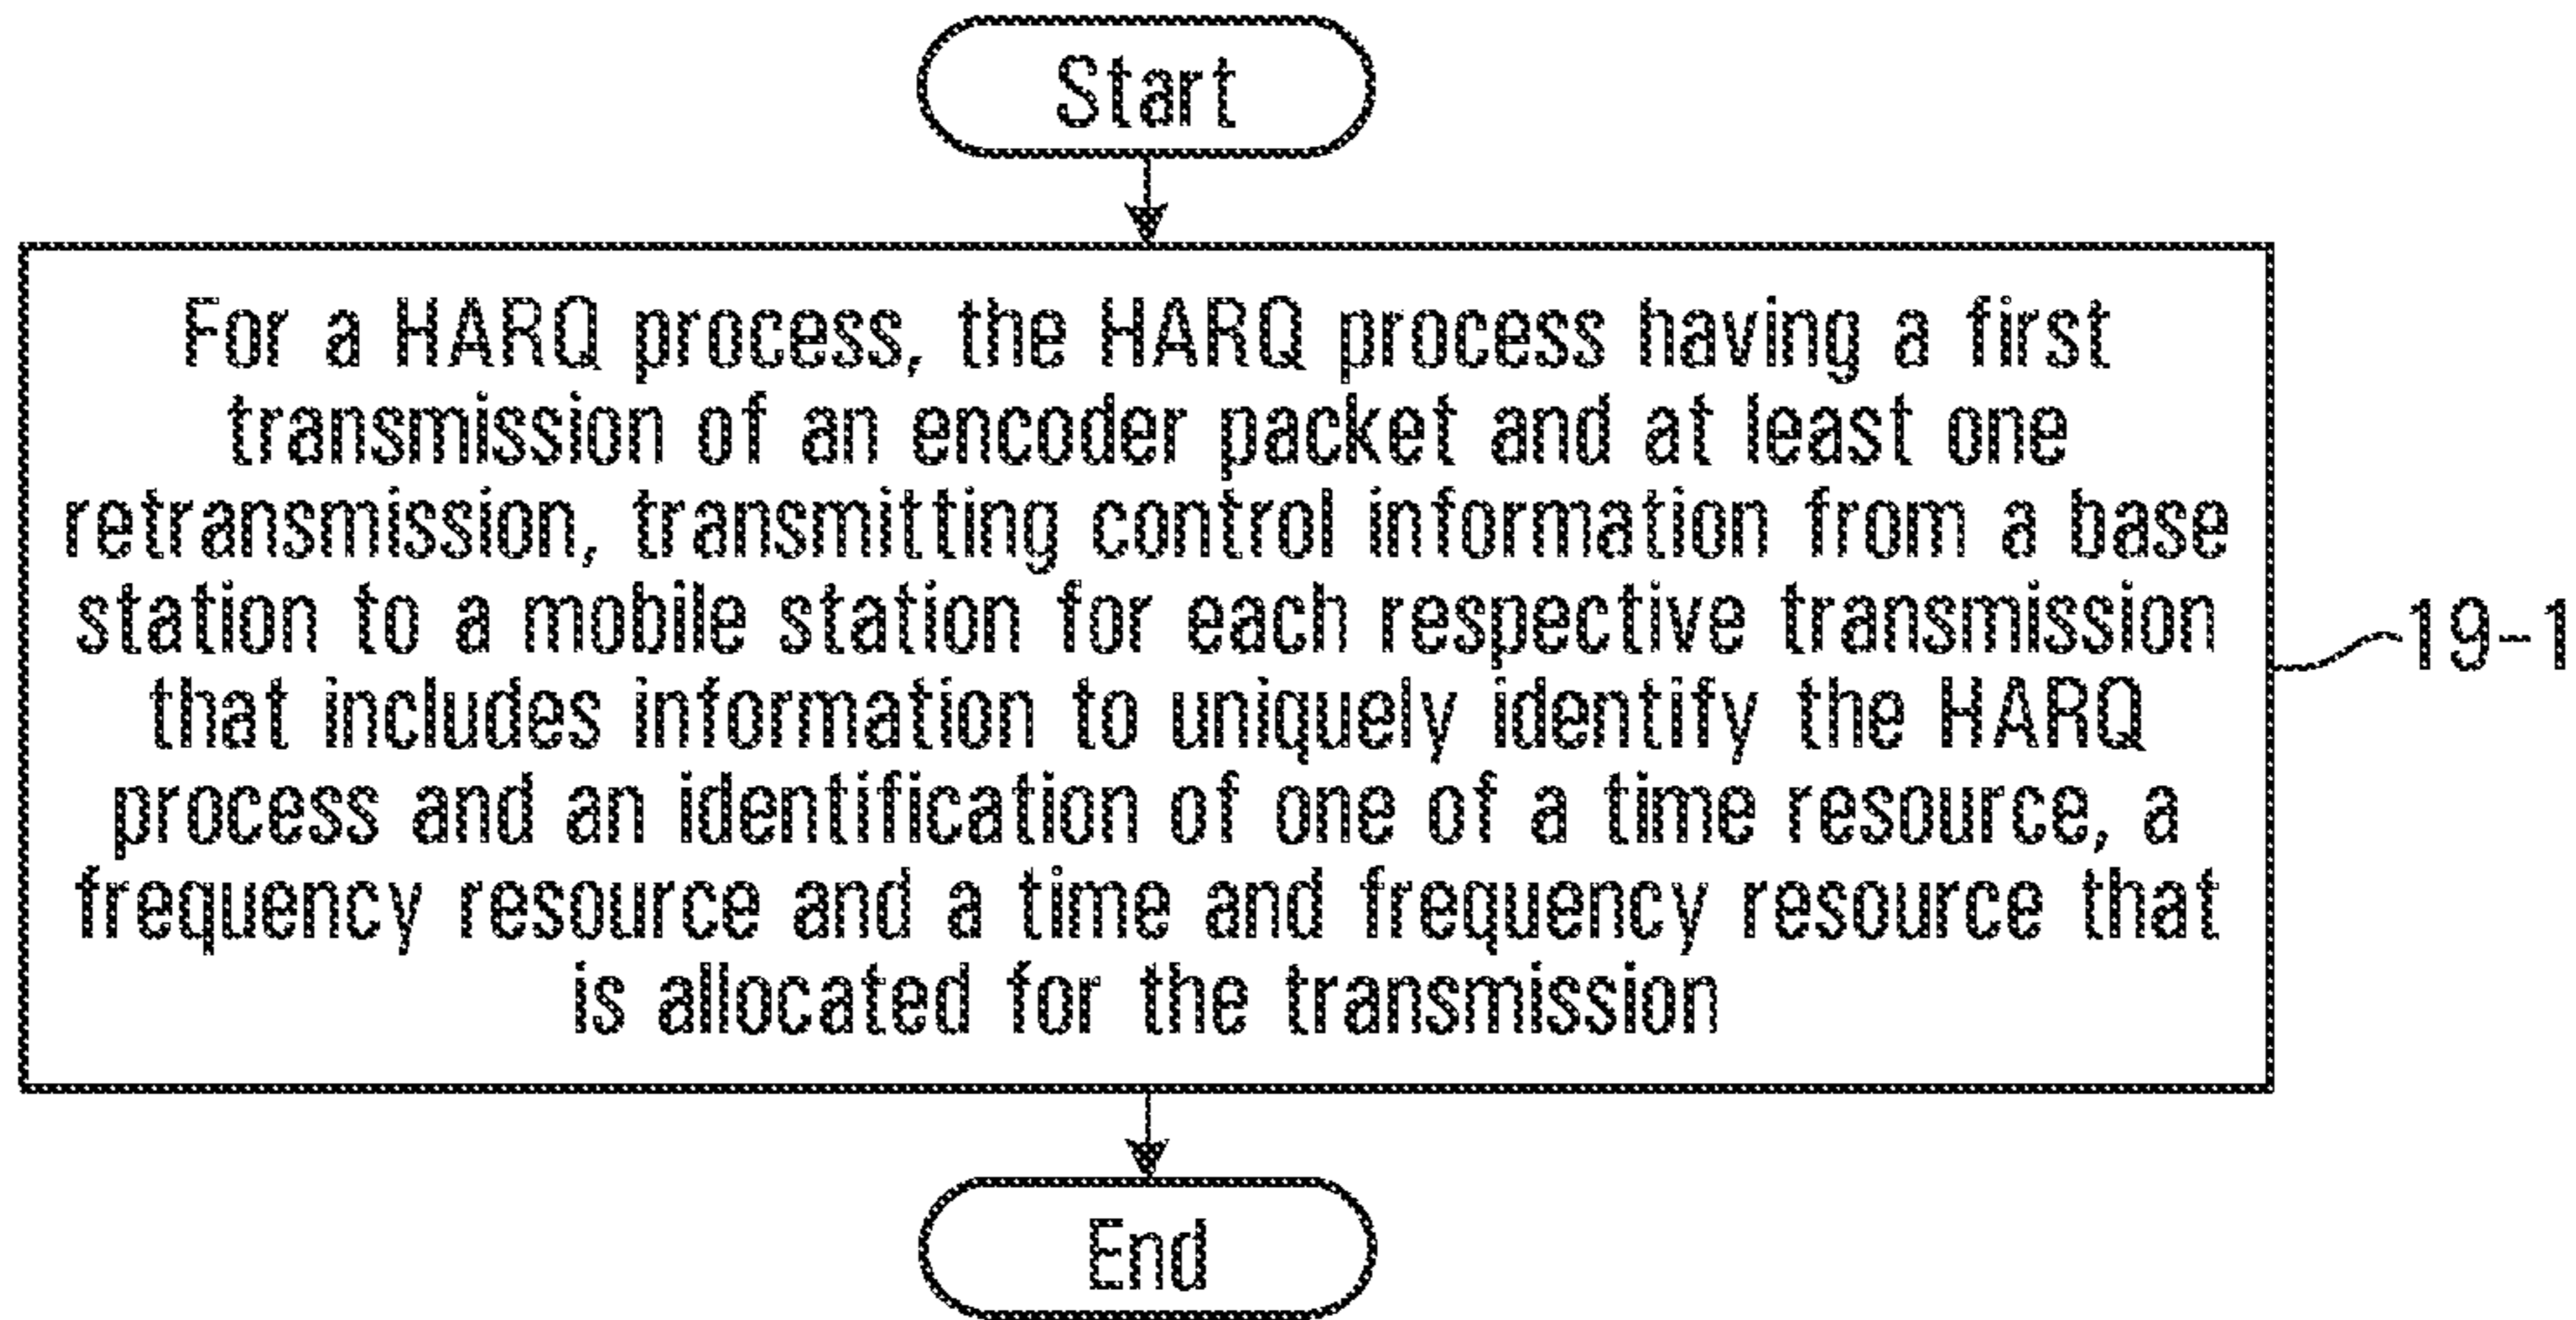 Start
For a HARQ process, the HARQ process having a first
transmission of an encoder packet and at least one
retransmission, transmitting control information from a base
station to a mobile station for each respective transmission
that includes information to uniquely identify the HARQ
process and an identification of one of a time resource, a
frequency resource and a time and frequency resource that
is allocated for the transmission
19-1
End